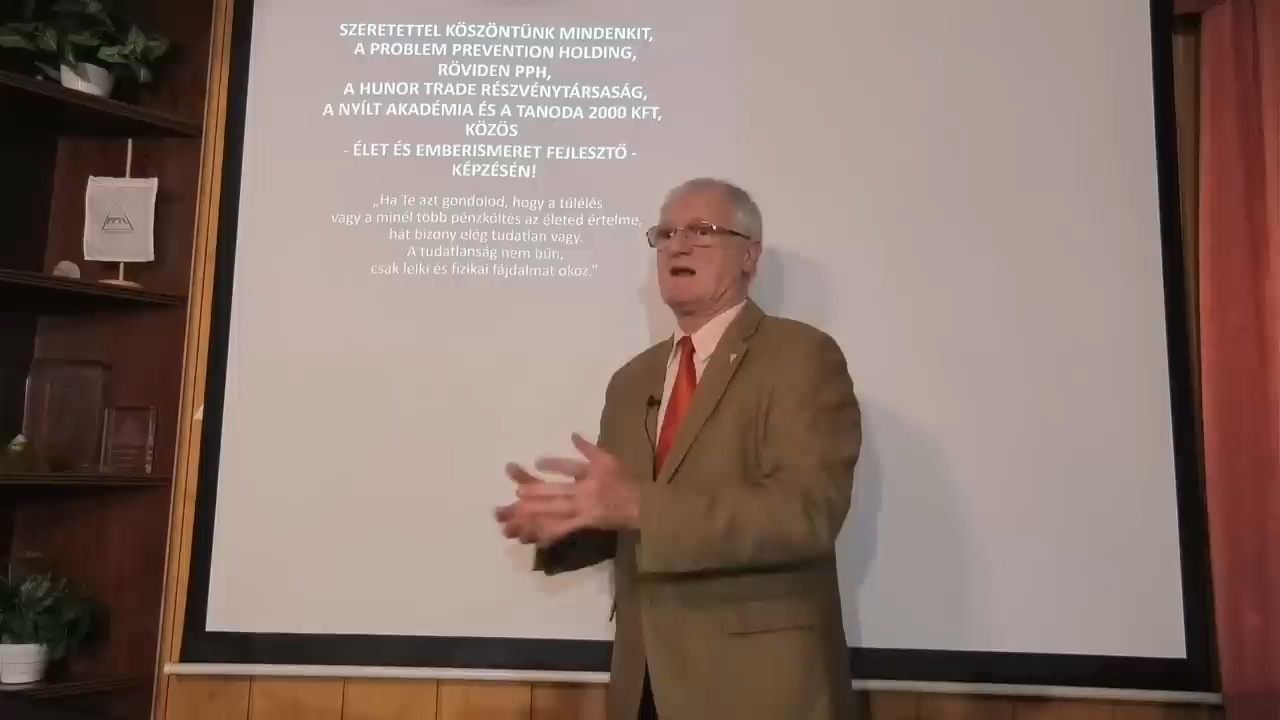 SZERETETTEL KÖSZÖNTÜNK MINDENKIT,
A PROBLEM PREVENTION HOLDING,
RÖVIDEN PPH,
A HUNOR TRADE RÉSZVÉNYTÁRSASÁG,
A NYÍLT AKADÉMIA ÉS A TANODA 2000 KFT,
KÖZÖS
- ÉLET ÉS EMBERISMERET FEJLESZTŐ -
KÉPZÉSÉN!
„Ha Te azt gondolod, hogy a túlélés
vagy a minél több pénzköltés az életed értelme,
hát bizony elég tudatlan vagy.
A tudatlanság nem bűn,
csak lelki és fizikai fájdalmat okoz.”